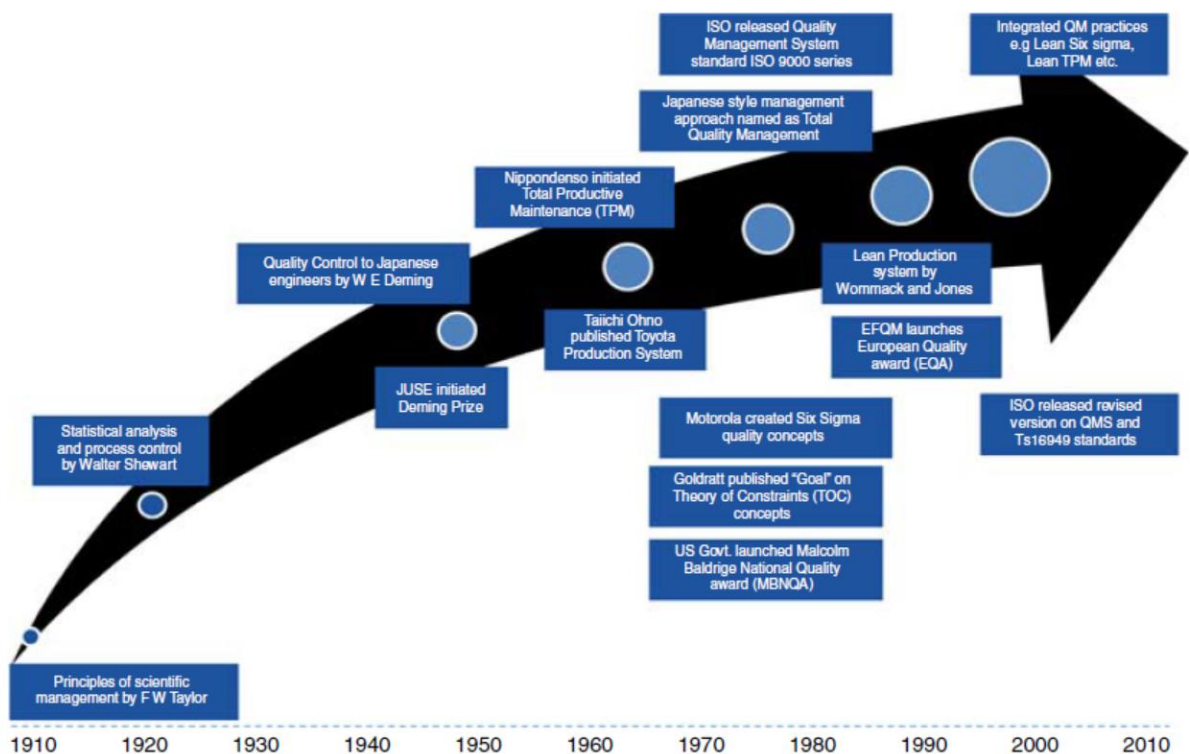 ISO released Quality
Management System
standard ISO 9000 series
Integrated QM practices
e.g Lean Six sigma,
Lean TPM etc.
Japanese style management
approach named as Total
Quality Management
Nippondenso initiated
Total Productive
Maintenance (TPM)
Quality Control to Japanese
engineers by W E Deming
Lean Production
system by
Wommack and Jones
Taiichi Ohno
published Toyota
Production System
EFQM launches
European Quality
award (EQA)
JUSE initiated
Deming Prize
Statistical analysis
and process control
by Walter Shewart
Motorola created Six Sigma
quality concepts
ISO released revised
version on QMS and
Ts16949 standards
Goldratt published “Goal” on
Theory of Constraints (TOC)
concepts
US Govt. launched Malcolm
Baldrige National Quality
award (MBNQA)
Principles of scientific
management by F W Taylor
1910 1920 1930 1940 1950 1960 1970 1980 1990 2000 2010